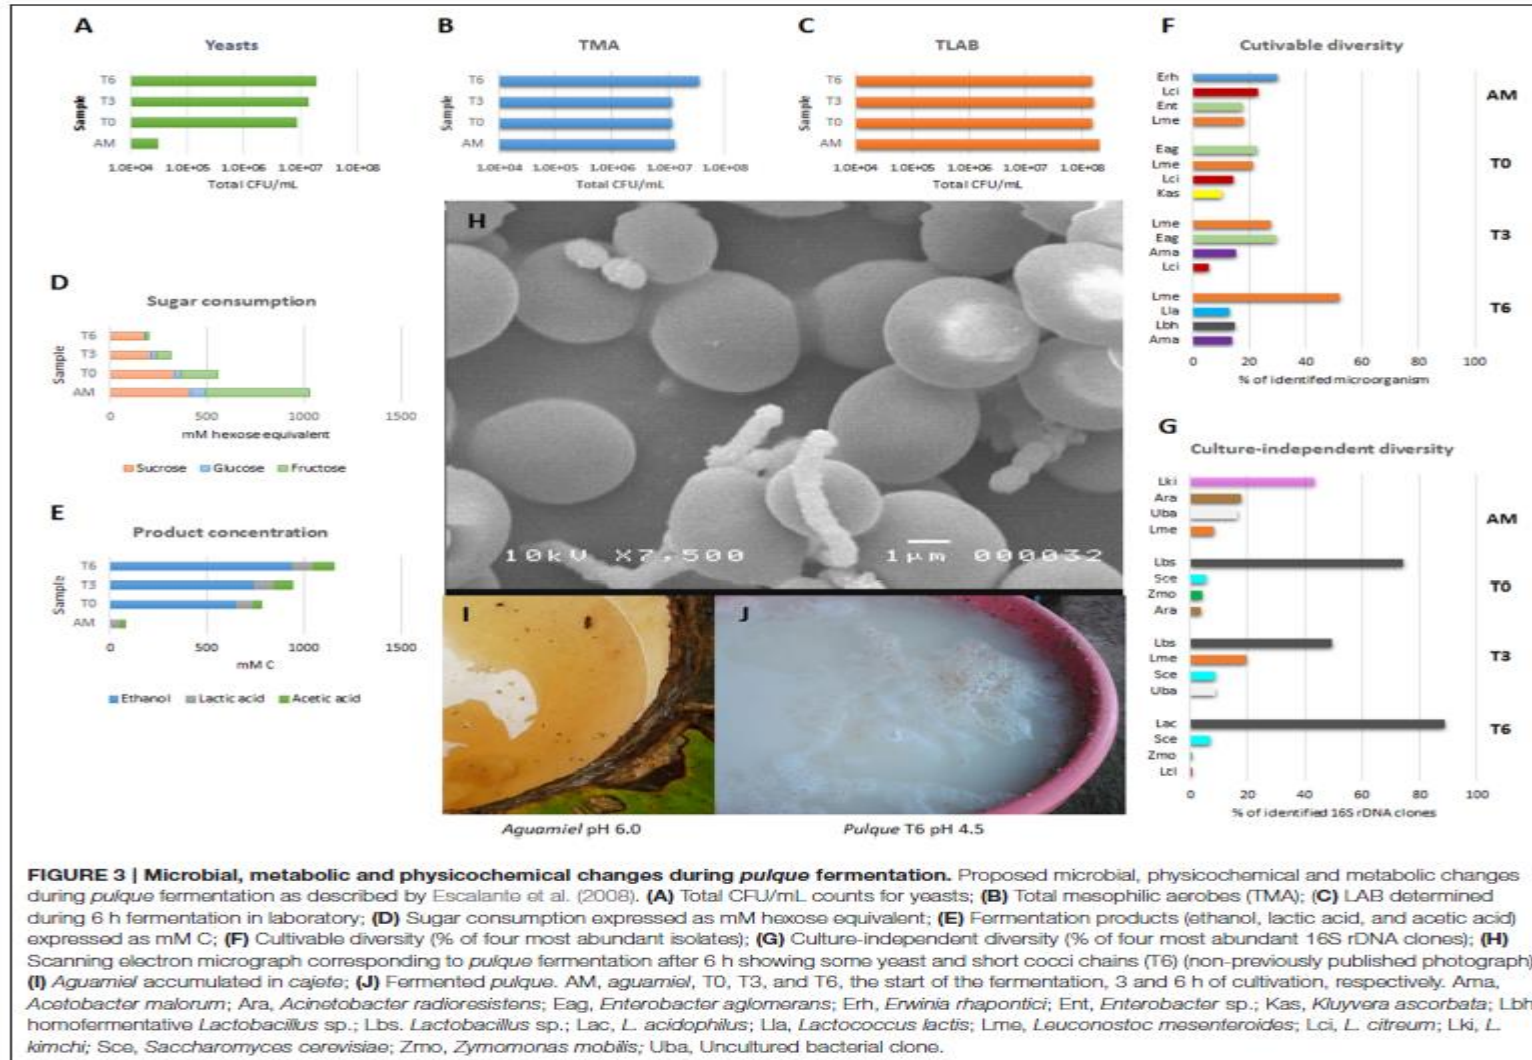 A
Yeasts
T6
T3
T0
AM
Sample
1.0E+04 1.0E+05 1.0E+06 1.0E+07 1.0E+08
Total CFU/mL
B
TMA
T6
T3
T0
AM
Sample
1.0E+04 1.0E+05 1.0E+06 1.0E+07 1.0E+08
Total CFU/mL
C
TLAB
T6
T3
T0
AM
Sample
1.0E+04 1.0E+05 1.0E+06 1.0E+07 1.0E+08
Total CFU/mL
D
Sugar consumption
T6
T3
T0
AM
Sample
0 500 1000 1500
mM hexose equivalent
Sucrose Glucose Fructose
E
Product concentration
T6
T3
T0
AM
Sample
0 500 1000 1500
mM C
Ethanol Lactic acid Acetic acid
H
10kV X7,500 1μm 000032
I
J
Aguamiel pH 6.0
Pulque T6 pH 4.5
F
Cutivable diversity
Erh
Lci
Ent
Lme
AM
Eag
Lme
Lci
Kas
T0
Lme
Eag
Ama
Lci
T3
Lme
Lla
Lbh
Ama
T6
0 20 40 60 80 100
% of identifed microorganism
G
Culture-independent diversity
Lki
Ara
Uba
Lme
AM
Lbs
Sce
Zmo
Ara
T0
Lbs
Lme
Sce
Uba
T3
Lac
Sce
Zmo
Lci
T6
0 20 40 60 80 100
% of identified 16S rDNA clones
FIGURE 3 | Microbial, metabolic and physicochemical changes during pulque fermentation. Proposed microbial, physicochemical and metabolic changes
during pulque fermentation as described by Escalante et al. (2008). (A) Total CFU/mL counts for yeasts; (B) Total mesophilic aerobes (TMA); (C) LAB determined
during 6 h fermentation in laboratory; (D) Sugar consumption expressed as mM hexose equivalent; (E) Fermentation products (ethanol, lactic acid, and acetic acid)
expressed as mM C; (F) Cultivable diversity (% of four most abundant isolates); (G) Culture-independent diversity (% of four most abundant 16S rDNA clones); (H)
Scanning electron micrograph corresponding to pulque fermentation after 6 h showing some yeast and short cocci chains (T6) (non-previously published photograph)
(I) Aguamiel accumulated in cajete; (J) Fermented pulque. AM, aguamiel, T0, T3, and T6, the start of the fermentation, 3 and 6 h of cultivation, respectively. Ama,
Acetobacter malorum; Ara, Acinetobacter radioresistens; Eag, Enterobacter aglomerans; Erh, Erwinia rhapontici; Ent, Enterobacter sp.; Kas, Kluyvera ascorbata; Lbh
homofermentative Lactobacillus sp.; Lbs. Lactobacillus sp.; Lac, L. acidophilus; Lla, Lactococcus lactis; Lme, Leuconostoc mesenteroides; Lci, L. citreum; Lki, L.
kimchi; Sce, Saccharomyces cerevisiae; Zmo, Zymomonas mobilis; Uba, Uncultured bacterial clone.